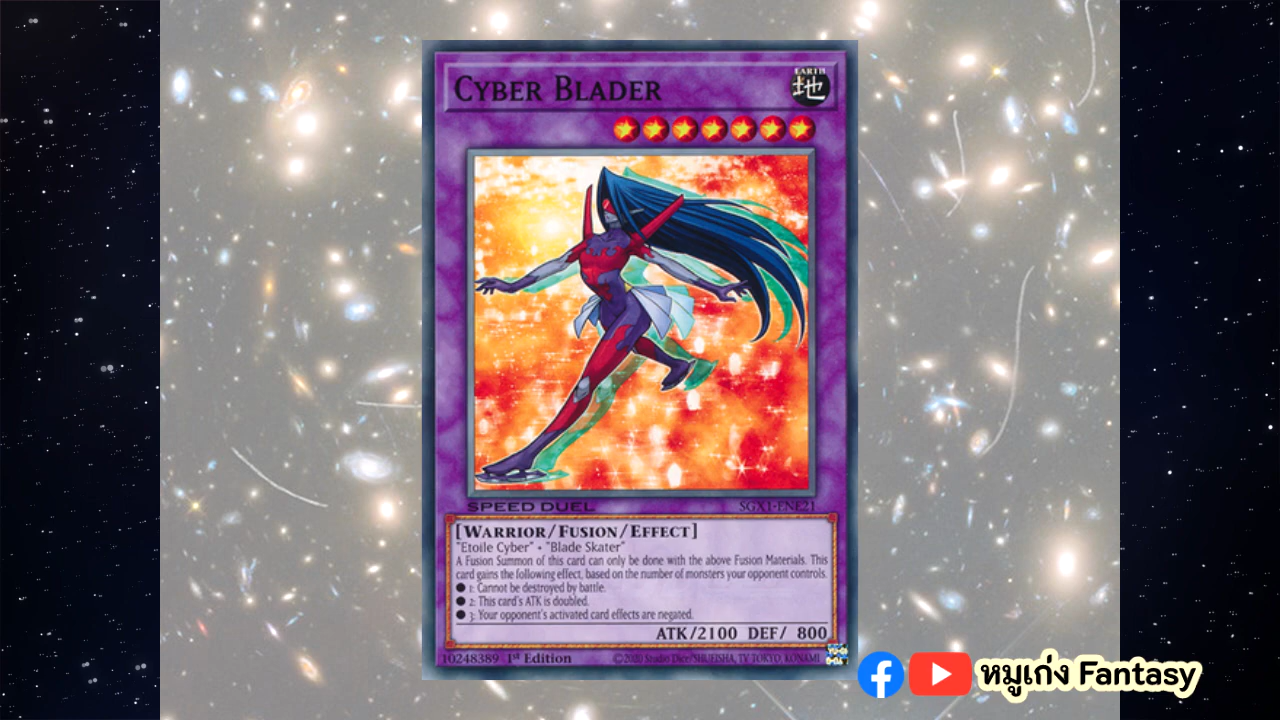 CYBER BLADER
EARTH
地
SPEED DUEL
SGX1-ENE21
[WARRIOR/FUSION/EFFECT]
"Etoile Cyber" + "Blade Skater"
A Fusion Summon of this card can only be done with the above Fusion Materials. This
card gains the following effect, based on the number of monsters your opponent controls.
● 1: Cannot be destroyed by battle.
● 2: This card's ATK is doubled.
● 3: Your opponent's activated card effects are negated.
ATK/2100 DEF/ 800
10248389 1st Edition ©2020 Studio Dice/SHUEISHA, TV TOKYO, KONAMI
หมูเก่ง Fantasy